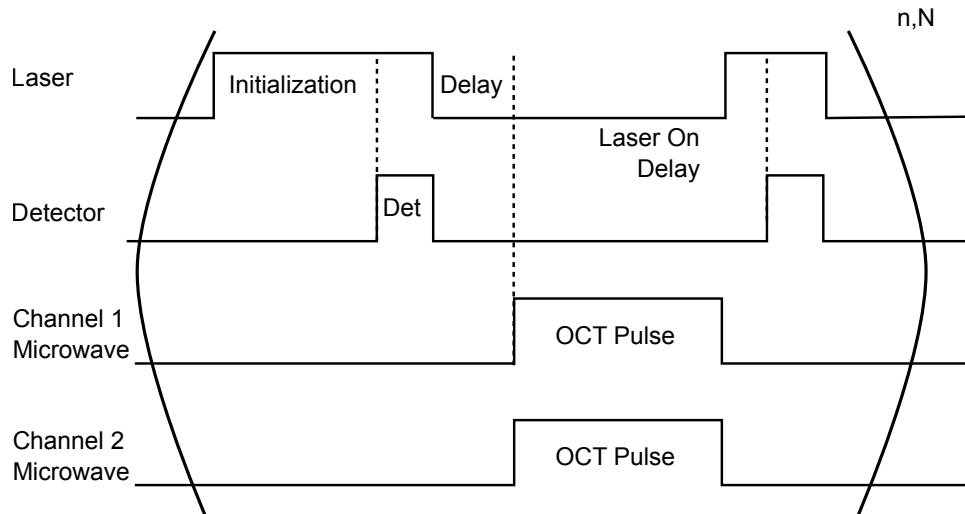 n,N
Laser
Initialization
Delay
Laser On
Delay
Detector
Det
Channel 1
Microwave
OCT Pulse
Channel 2
Microwave
OCT Pulse